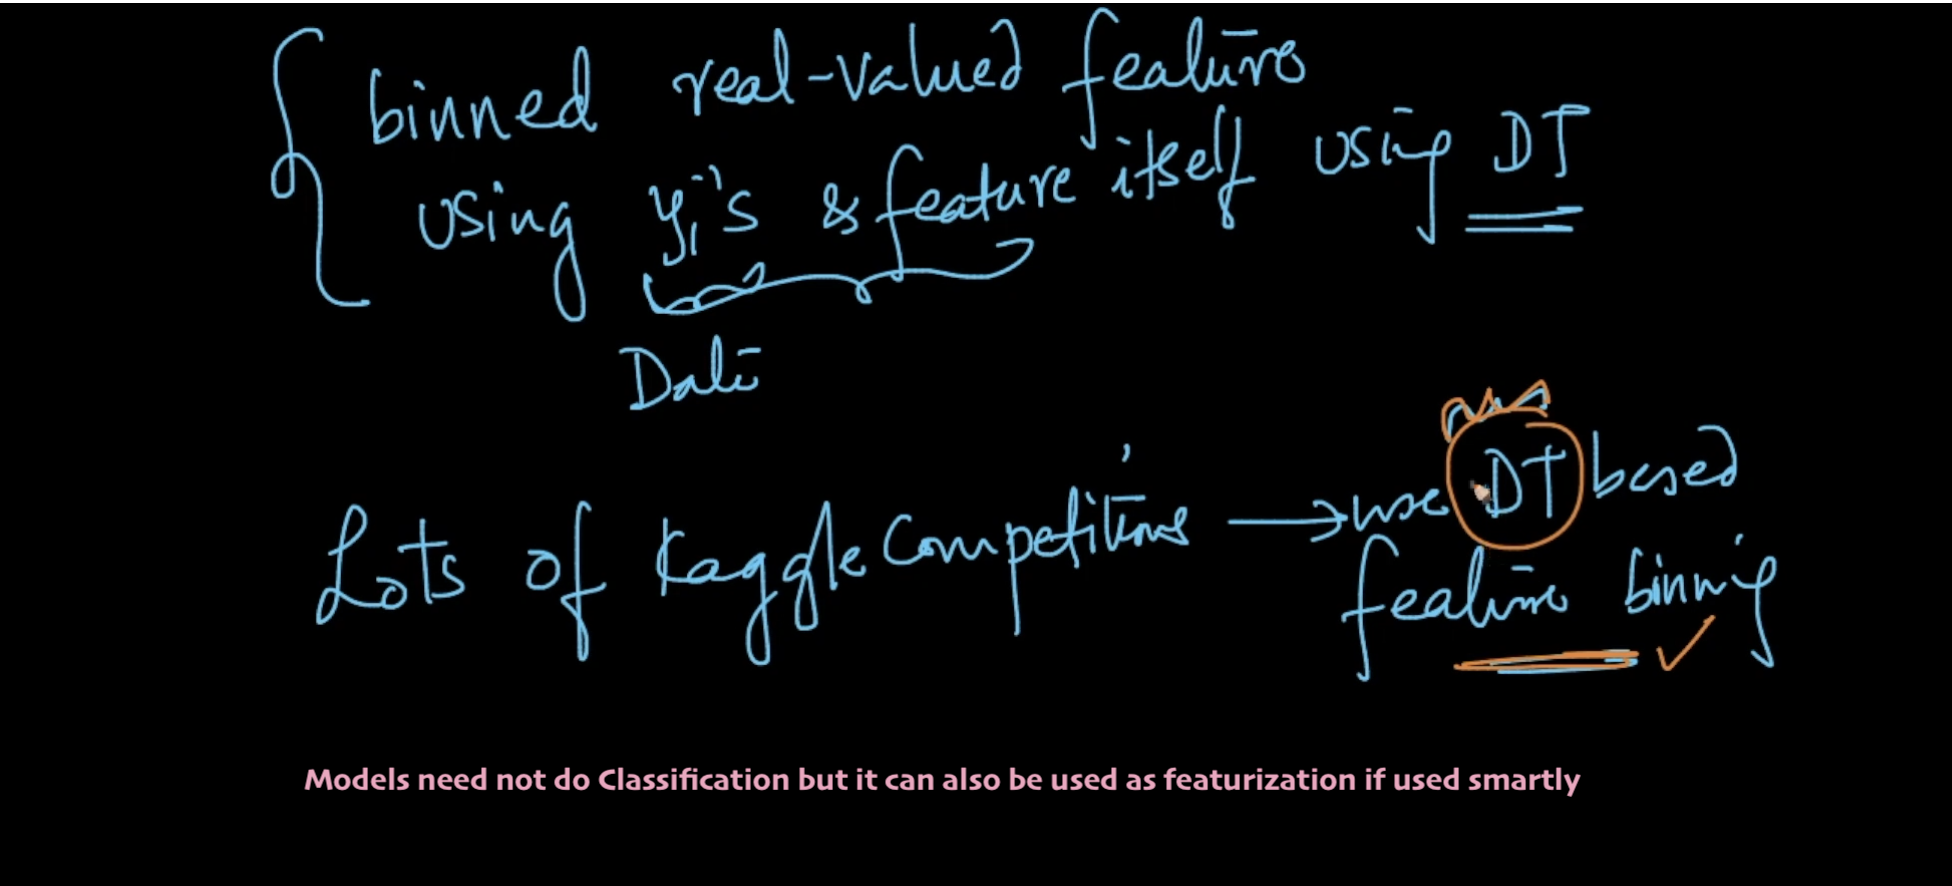 binned real-valued feature
using yi's & feature itself using DT
Data
Lots of Kaggle Competitions → use DT based
feature binning
Models need not do Classification but it can also be used as featurization if used smartly